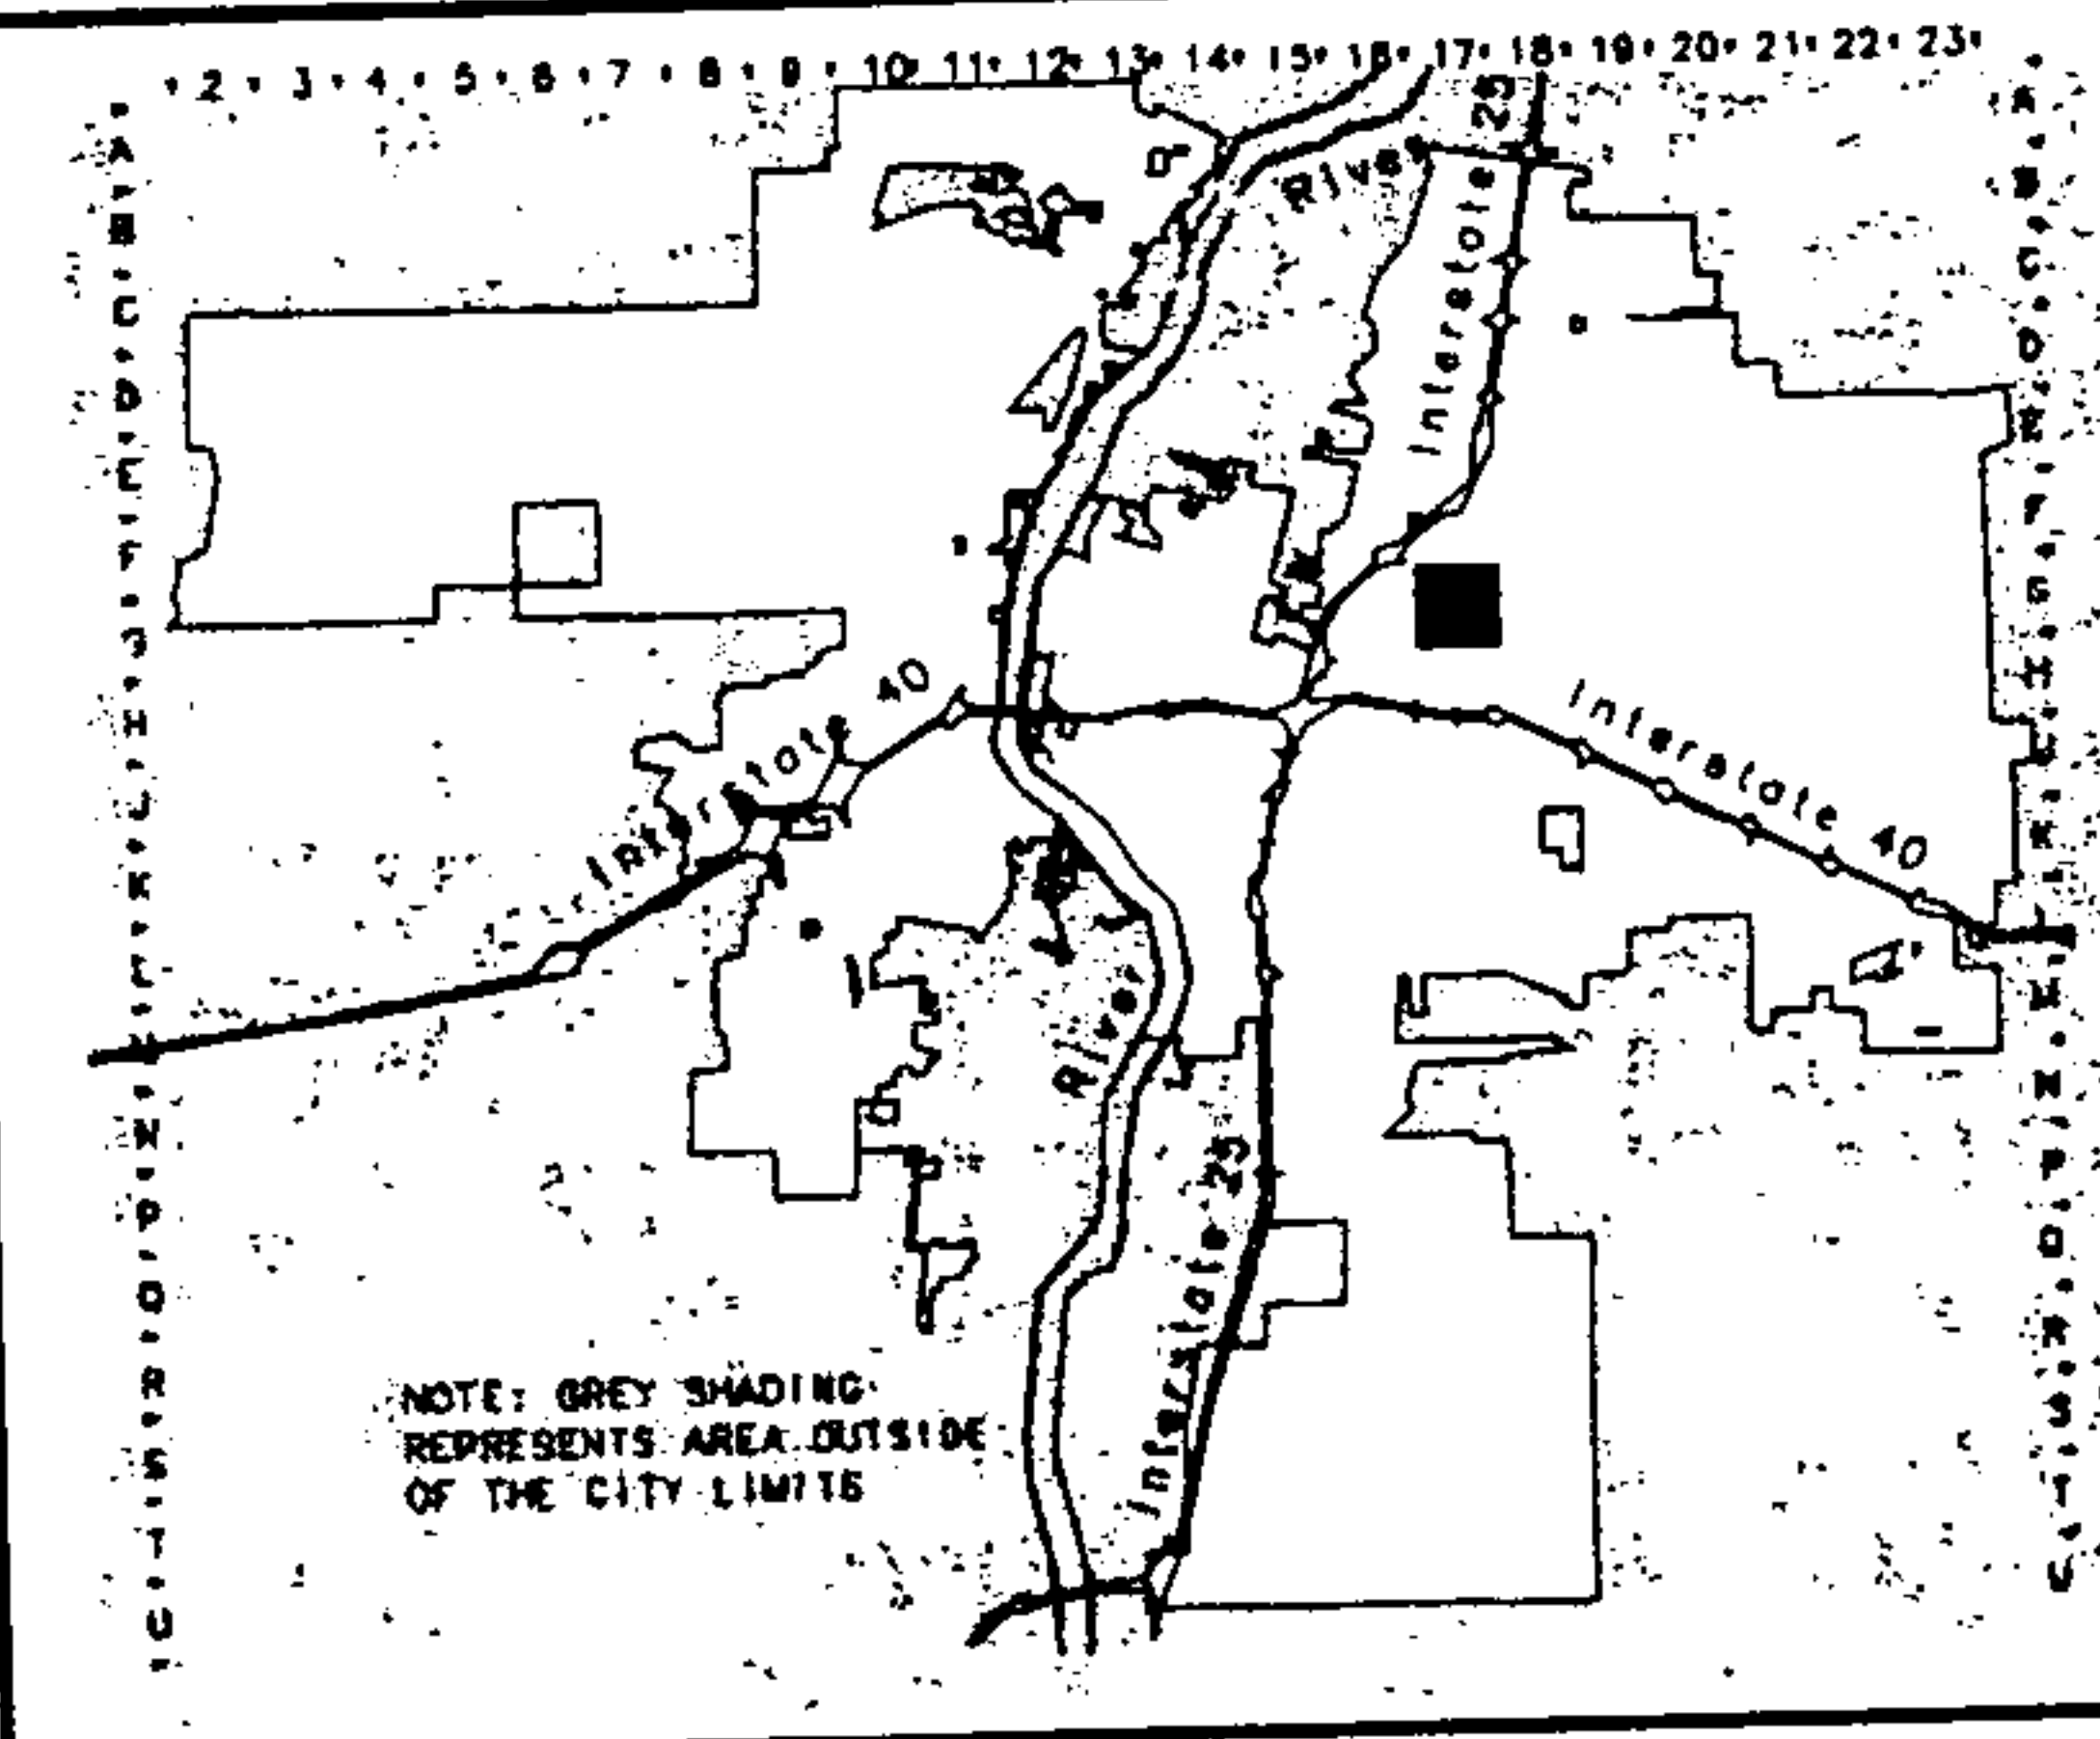 2 3 4 5 6 7 8 9 10 11 12 13 14 15 16 17 18 19 20 21 22 23
A A
B B
C C
D D
E E
F F
G G
H H
J J
K K
L L
M M
N N
P P
Q Q
R R
S S
T T
U U
River
Interstate 29
Interstate 40
Interstate 40
River
Interstate 29
NOTE: GREY SHADING
REPRESENTS AREA OUTSIDE
OF THE CITY LIMITS